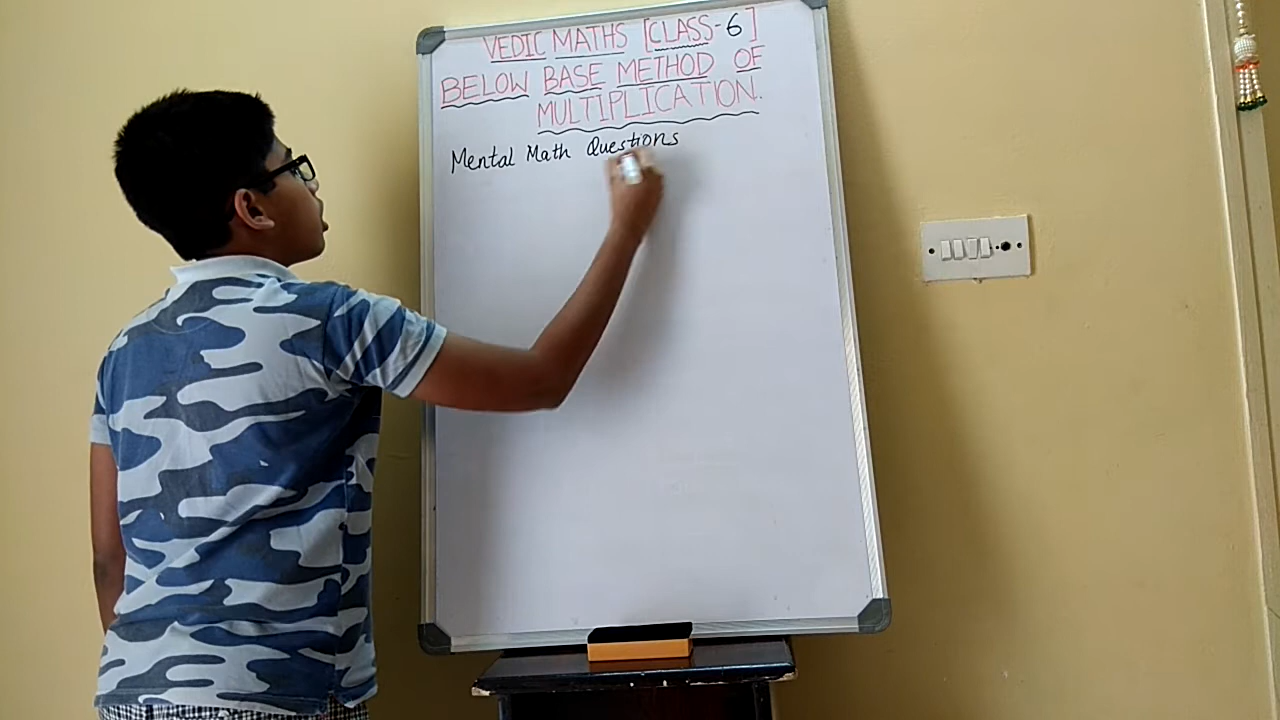 VEDIC MATHS [CLASS-6]
BELOW BASE METHOD OF
MULTIPLICATION.
Mental Math Questions